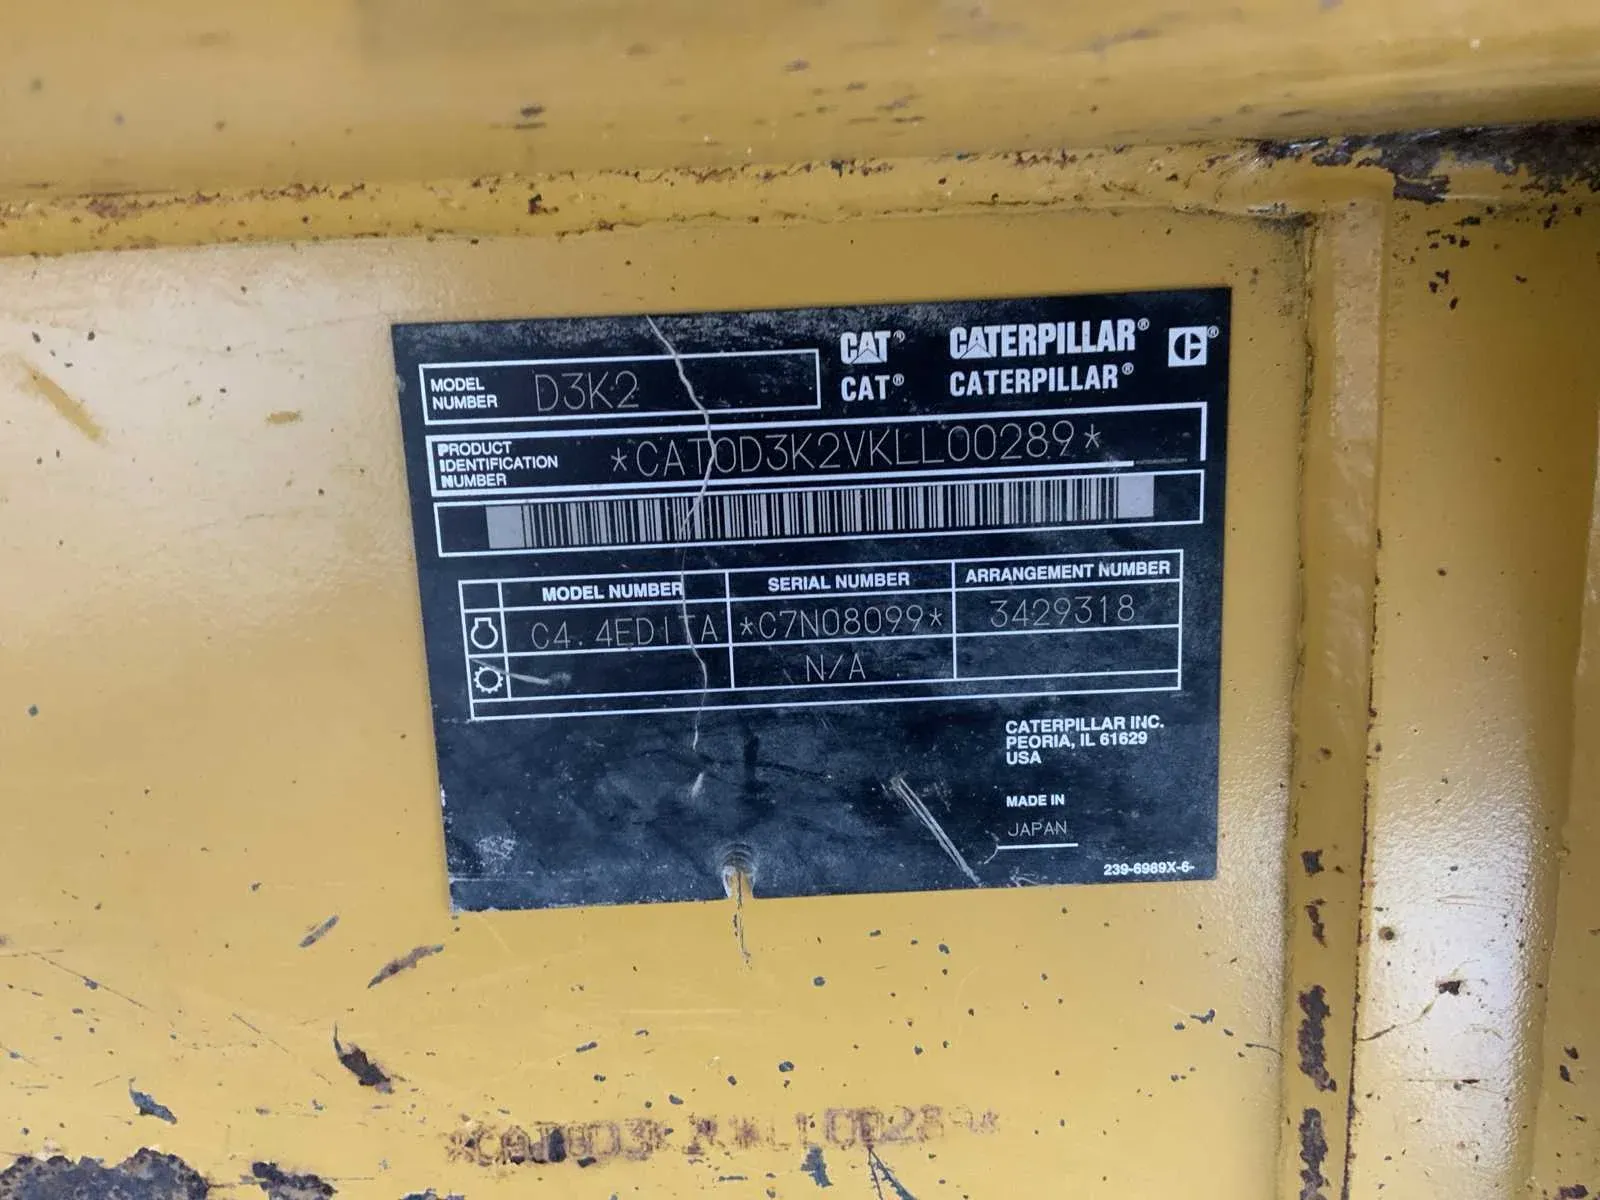 MODEL NUMBER D3K2
CAT® CATERPILLAR®
CAT® CATERPILLAR®
PRODUCT IDENTIFICATION NUMBER *CAT0D3K2VKLL00289*
MODEL NUMBER SERIAL NUMBER ARRANGEMENT NUMBER
C4.4EDITA *C7N08099* 3429318
N/A
CATERPILLAR INC.
PEORIA, IL 61629
USA
MADE IN
JAPAN
239-6989X-6-
*CAT0D3K2VKLL00289*